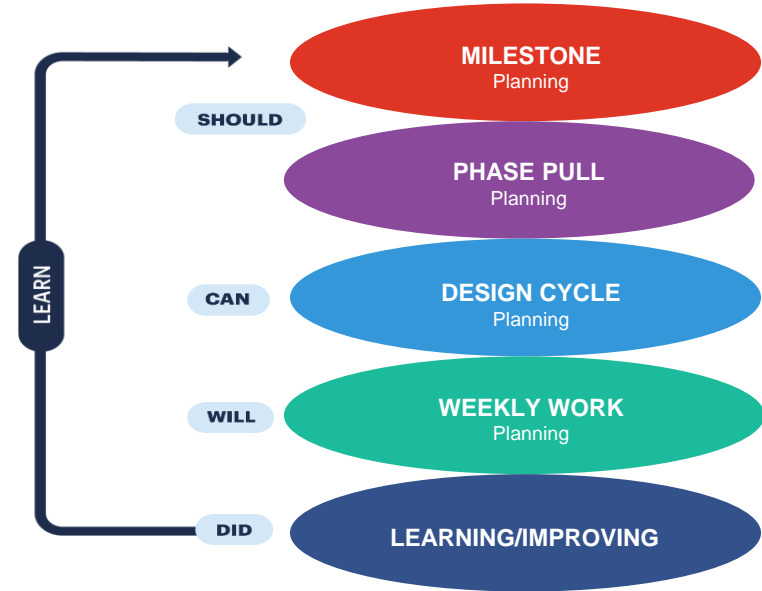 MILESTONE
Planning
SHOULD
PHASE PULL
Planning
LEARN
CAN
DESIGN CYCLE
Planning
WILL
WEEKLY WORK
Planning
DID
LEARNING/IMPROVING